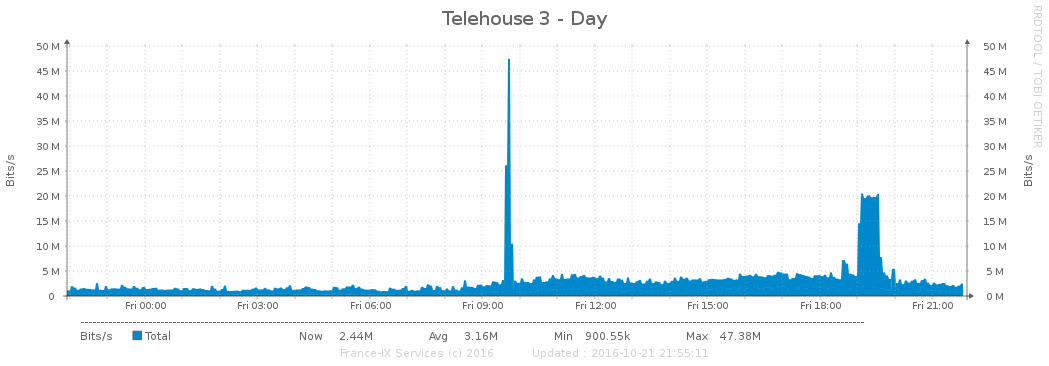 Telehouse 3 - Day
RRDTOOL / TOBI OETIKER
Bits/s
Bits/s
50 M 50 M
45 M 45 M
40 M 40 M
35 M 35 M
30 M 30 M
25 M 25 M
20 M 20 M
15 M 15 M
10 M 10 M
5 M 5 M
0 0 M
Fri 00:00 Fri 03:00 Fri 06:00 Fri 09:00 Fri 12:00 Fri 15:00 Fri 18:00 Fri 21:00
Bits/s Total Now 2.44M Avg 3.16M Min 900.55k Max 47.38M
France-IX Services (c) 2016 Updated : 2016-10-21 21:55:11